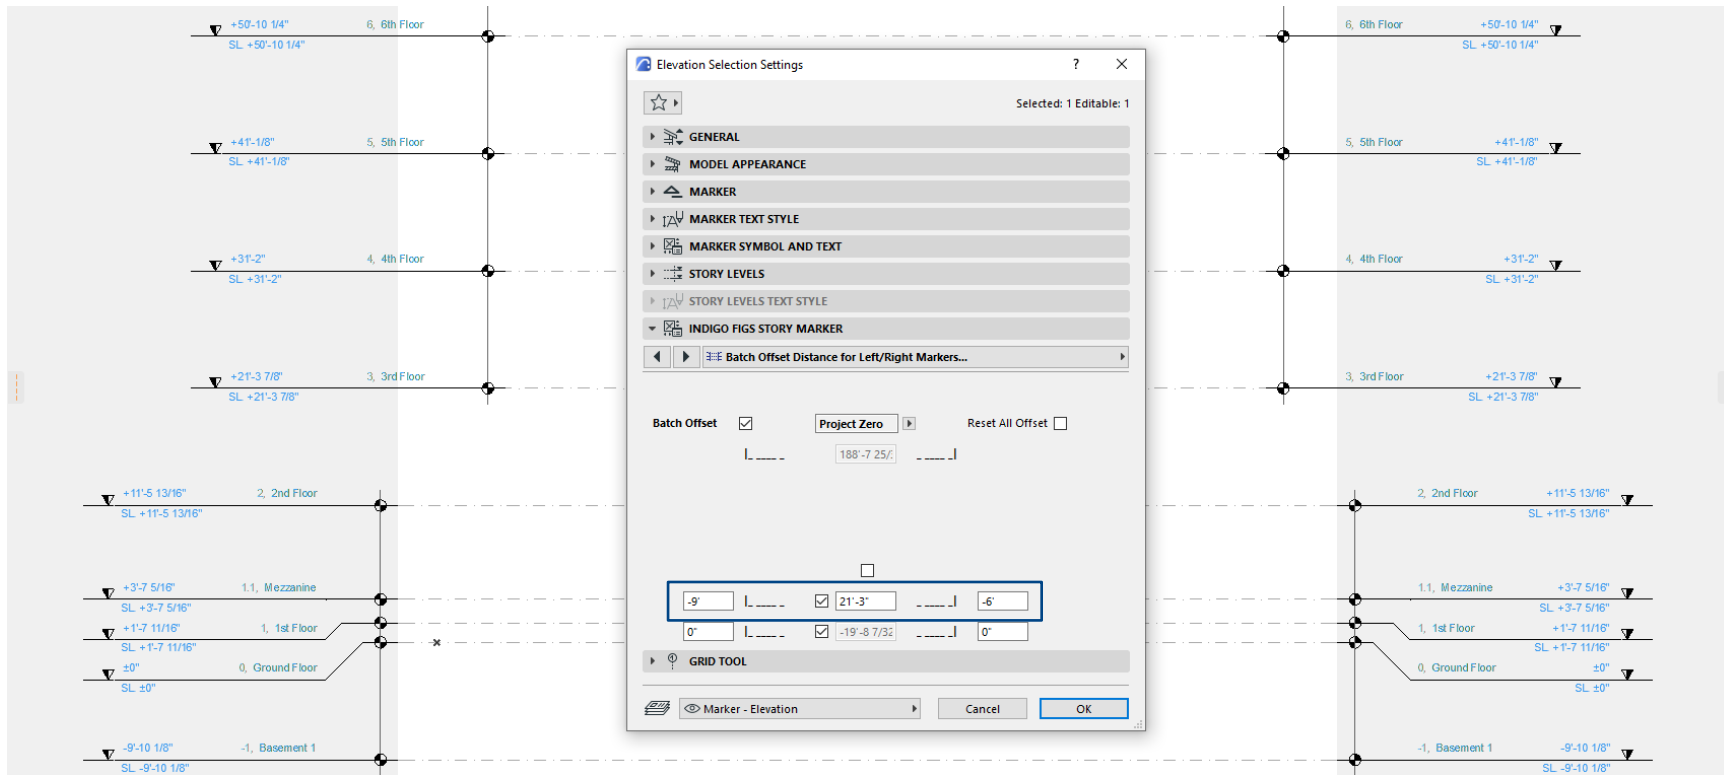 +50'-10 1/4" 6, 6th Floor
SL. +50'-10 1/4"
+41'-1/8" 5, 5th Floor
SL. +41'-1/8"
+31'-2" 4, 4th Floor
SL. +31'-2"
+21'-3 7/8" 3, 3rd Floor
SL. +21'-3 7/8"
+11'-5 13/16" 2, 2nd Floor
SL. +11'-5 13/16"
+3'-7 5/16" 1.1, Mezzanine
SL. +3'-7 5/16"
+1'-7 11/16" 1, 1st Floor
SL. +1'-7 11/16"
±0" 0, Ground Floor
SL. ±0"
-9'-10 1/8" -1, Basement 1
SL. -9'-10 1/8"
Elevation Selection Settings ?
Selected: 1 Editable: 1
GENERAL
MODEL APPEARANCE
MARKER
MARKER TEXT STYLE
MARKER SYMBOL AND TEXT
STORY LEVELS
STORY LEVELS TEXT STYLE
INDIGO FIGS STORY MARKER
Batch Offset Distance for Left/Right Markers...
Batch Offset Project Zero Reset All Offset
188'-7 25/
-9' 21'-3" -6'
0" -19'-8 7/32 0"
GRID TOOL
Marker - Elevation Cancel OK
6, 6th Floor +50'-10 1/4"
SL. +50'-10 1/4"
5, 5th Floor +41'-1/8"
SL. +41'-1/8"
4, 4th Floor +31'-2"
SL. +31'-2"
3, 3rd Floor +21'-3 7/8"
SL. +21'-3 7/8"
2, 2nd Floor +11'-5 13/16"
SL. +11'-5 13/16"
1.1, Mezzanine +3'-7 5/16"
SL. +3'-7 5/16"
1, 1st Floor +1'-7 11/16"
SL. +1'-7 11/16"
0, Ground Floor ±0"
SL. ±0"
-1, Basement 1 -9'-10 1/8"
SL. -9'-10 1/8"